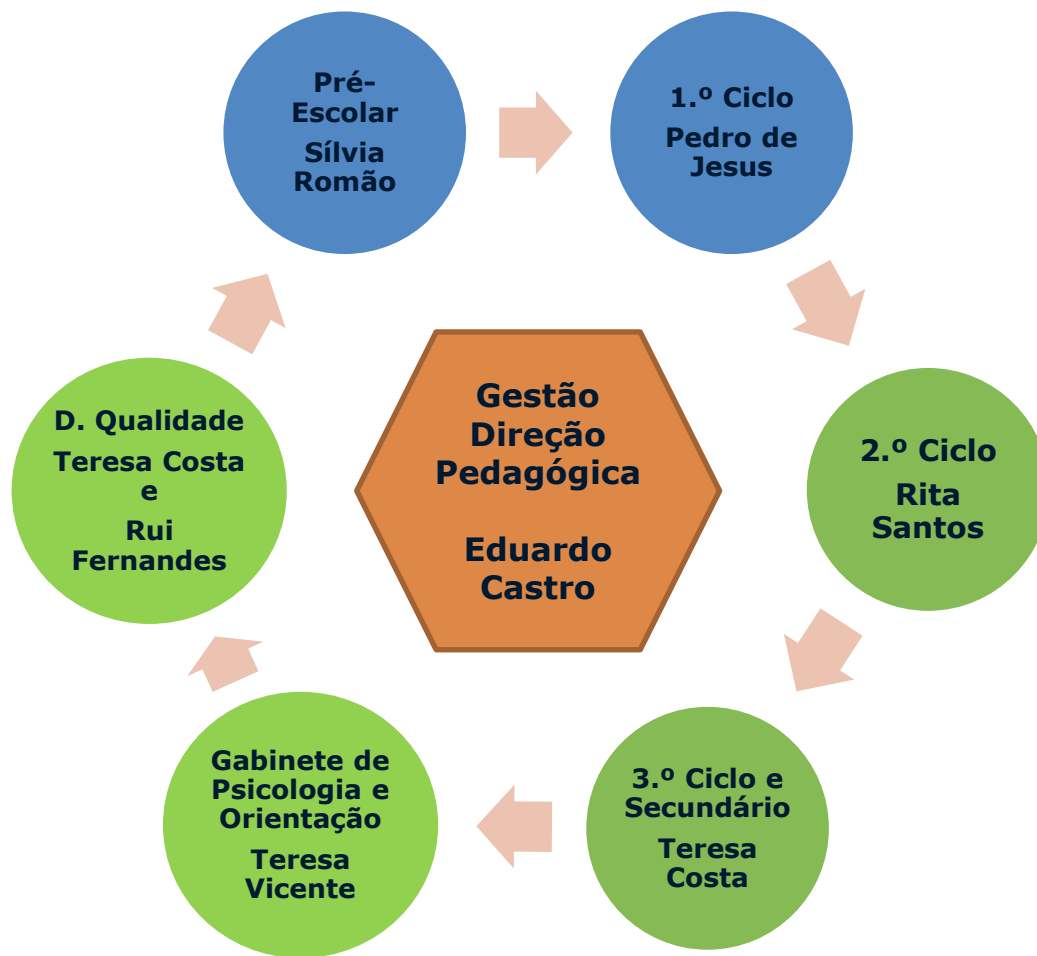 Pré-
Escolar
Sílvia
Romão
1.º Ciclo
Pedro de
Jesus
2.º Ciclo
Rita
Santos
3.º Ciclo e
Secundário
Teresa
Costa
Gabinete de
Psicologia e
Orientação
Teresa
Vicente
D. Qualidade
Teresa Costa
e
Rui
Fernandes
Gestão
Direção
Pedagógica
Eduardo
Castro